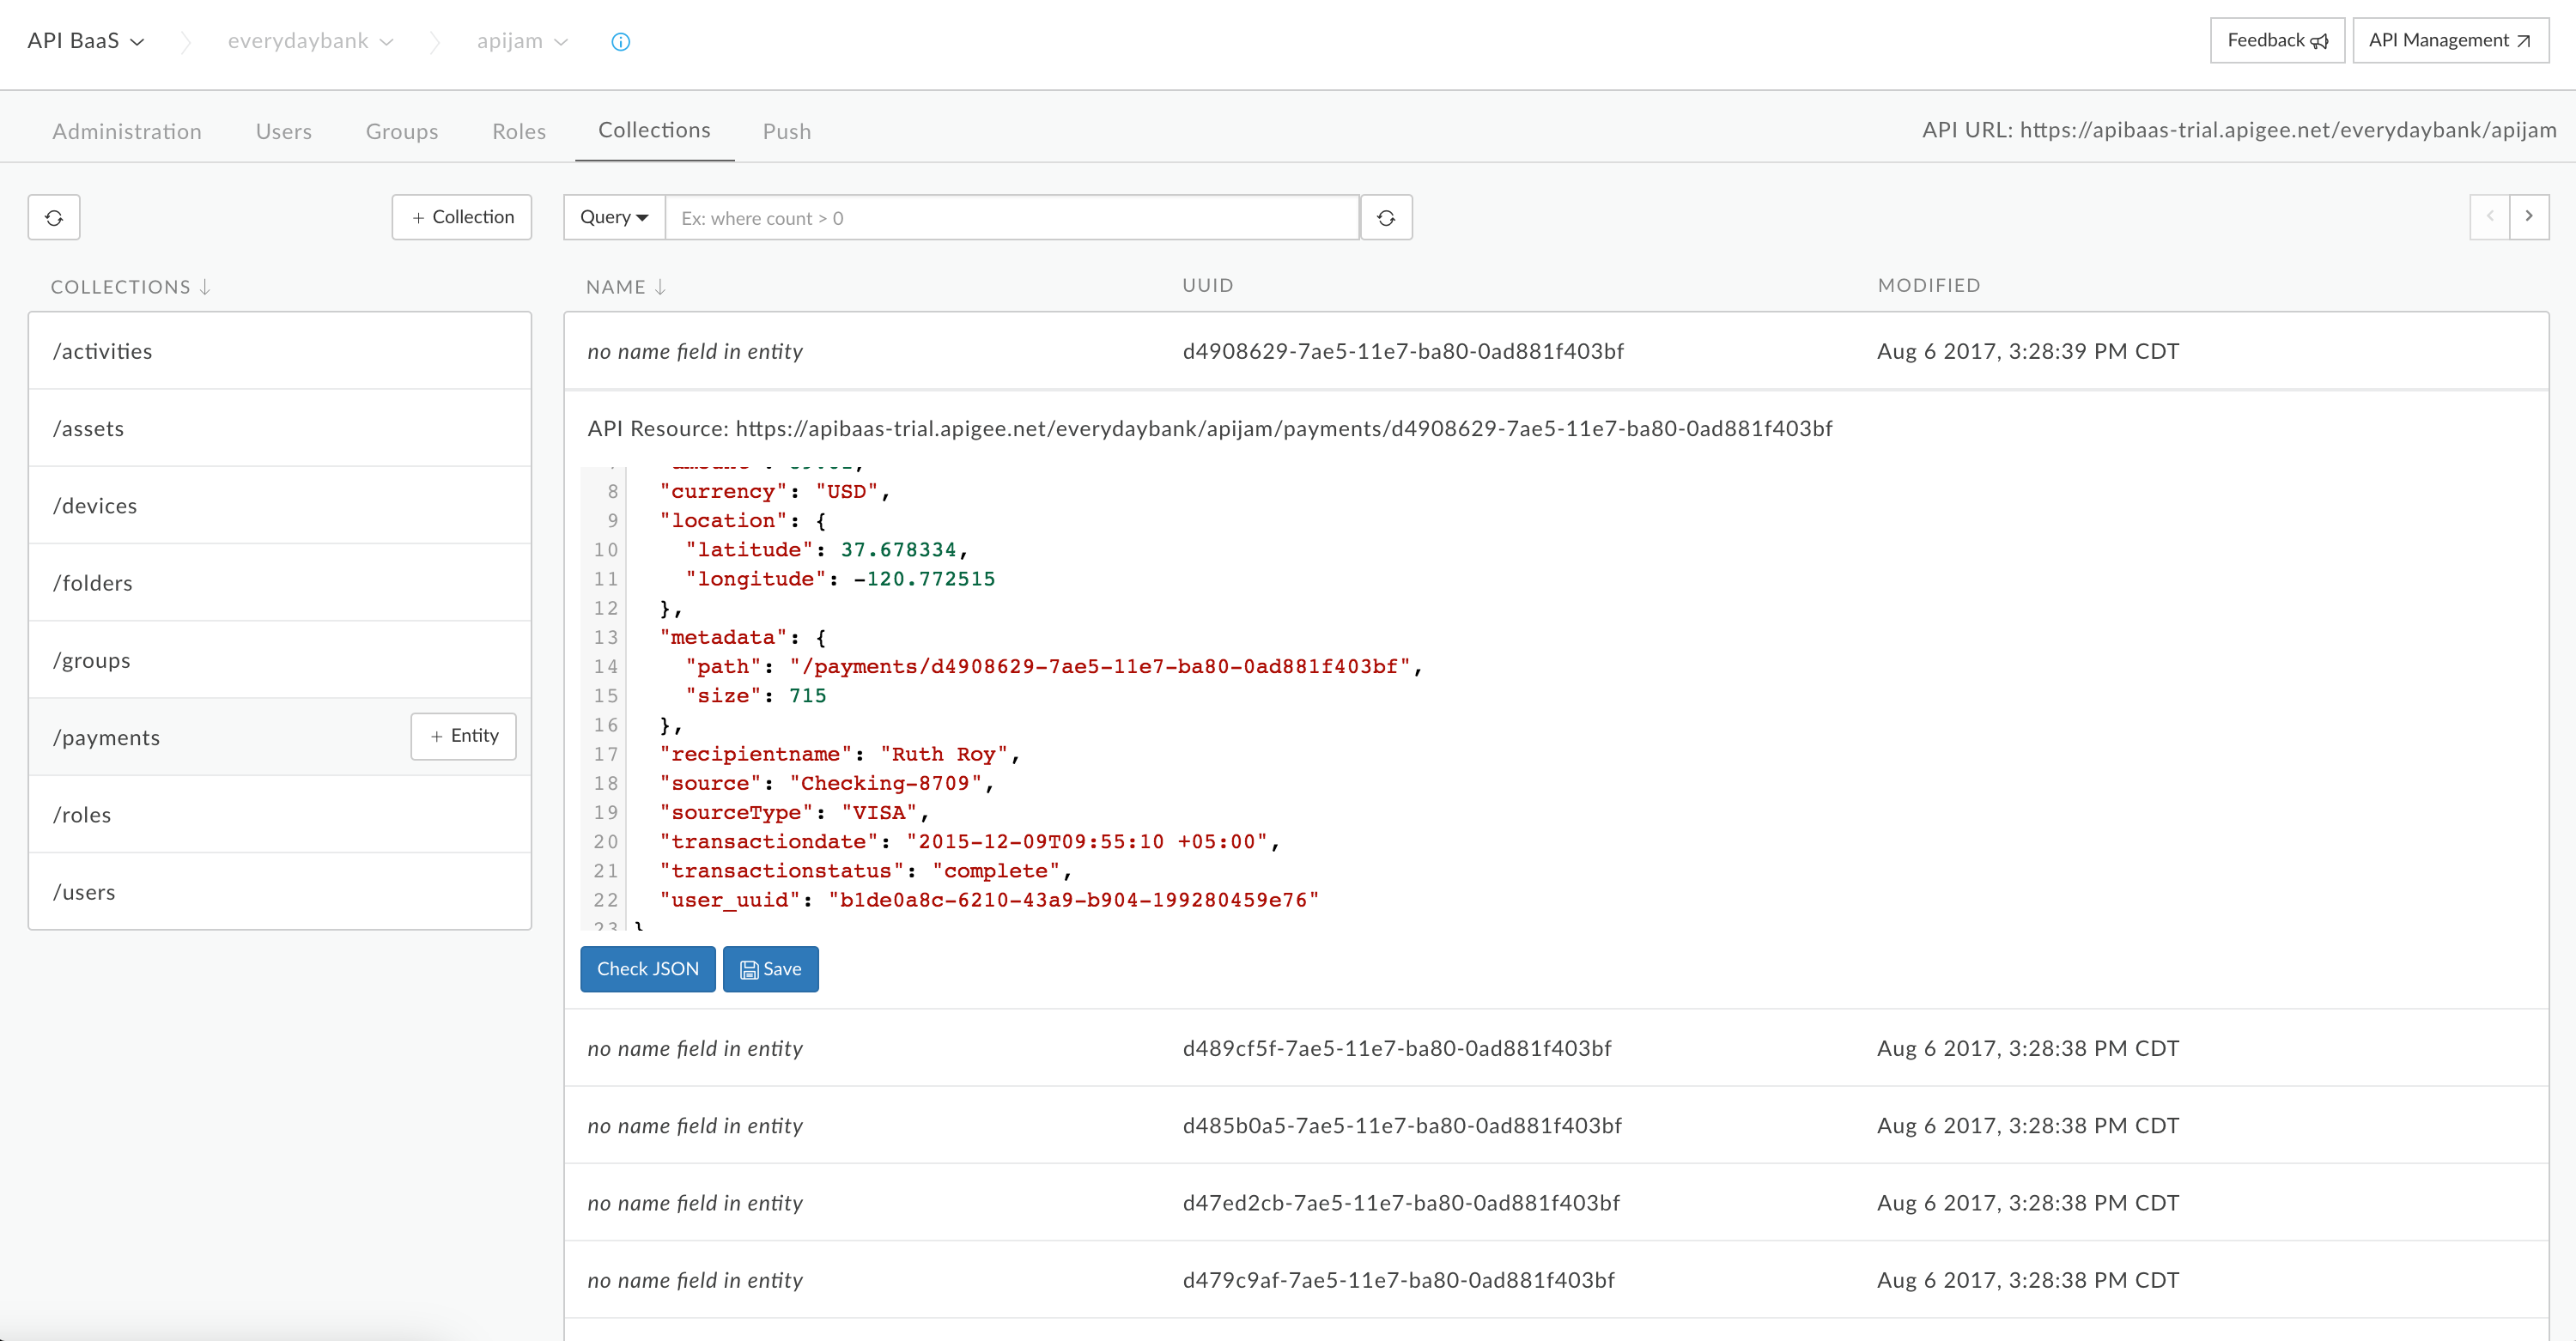 API BaaS
everydaybank
apijam
Feedback
API Management
Administration
Users
Groups
Roles
Collections
Push
API URL: https://apibaas-trial.apigee.net/everydaybank/apijam
+ Collection
Query
Ex: where count > 0
COLLECTIONS
/activities
/assets
/devices
/folders
/groups
/payments
+ Entity
/roles
/users
NAME UUID MODIFIED
no name field in entity d4908629-7ae5-11e7-ba80-0ad881f403bf Aug 6 2017, 3:28:39 PM CDT
API Resource: https://apibaas-trial.apigee.net/everydaybank/apijam/payments/d4908629-7ae5-11e7-ba80-0ad881f403bf
8 "currency": "USD",
9 "location": {
10 "latitude": 37.678334,
11 "longitude": -120.772515
12 },
13 "metadata": {
14 "path": "/payments/d4908629-7ae5-11e7-ba80-0ad881f403bf",
15 "size": 715
16 },
17 "recipientname": "Ruth Roy",
18 "source": "Checking-8709",
19 "sourceType": "VISA",
20 "transactiondate": "2015-12-09T09:55:10 +05:00",
21 "transactionstatus": "complete",
22 "user_uuid": "b1de0a8c-6210-43a9-b904-199280459e76"
23 }
Check JSON
Save
no name field in entity d489cf5f-7ae5-11e7-ba80-0ad881f403bf Aug 6 2017, 3:28:38 PM CDT
no name field in entity d485b0a5-7ae5-11e7-ba80-0ad881f403bf Aug 6 2017, 3:28:38 PM CDT
no name field in entity d47ed2cb-7ae5-11e7-ba80-0ad881f403bf Aug 6 2017, 3:28:38 PM CDT
no name field in entity d479c9af-7ae5-11e7-ba80-0ad881f403bf Aug 6 2017, 3:28:38 PM CDT